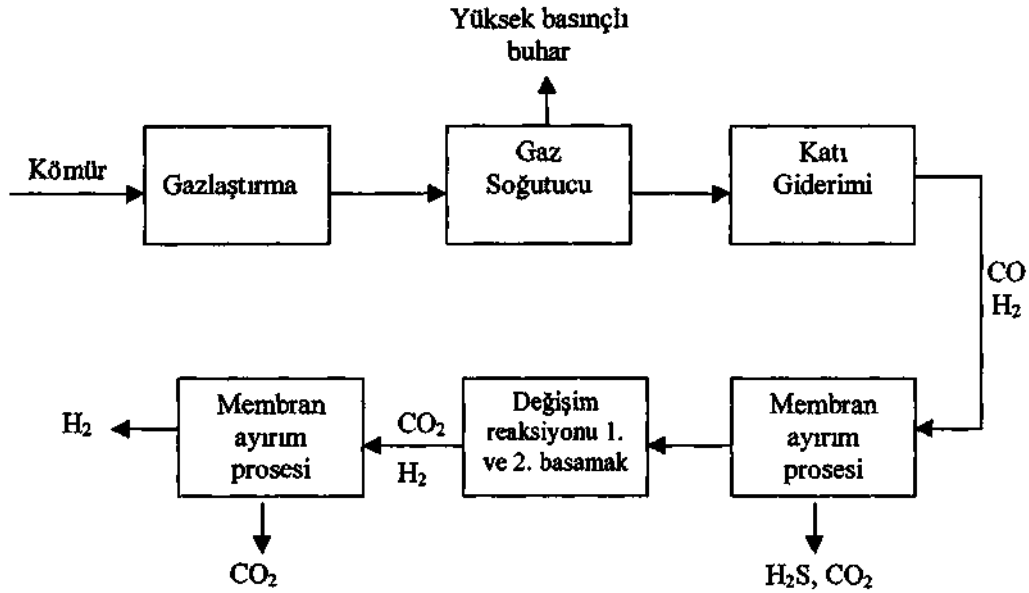 Yüksek basınçlı
buhar
Kömür
Gazlaştırma
Gaz
Soğutucu
Katı
Giderimi
CO
H₂
Membran
ayırım
prosesi
H₂S, CO₂
Değişim
reaksiyonu 1.
ve 2. basamak
CO₂
H₂
Membran
ayırım
prosesi
H₂
CO₂